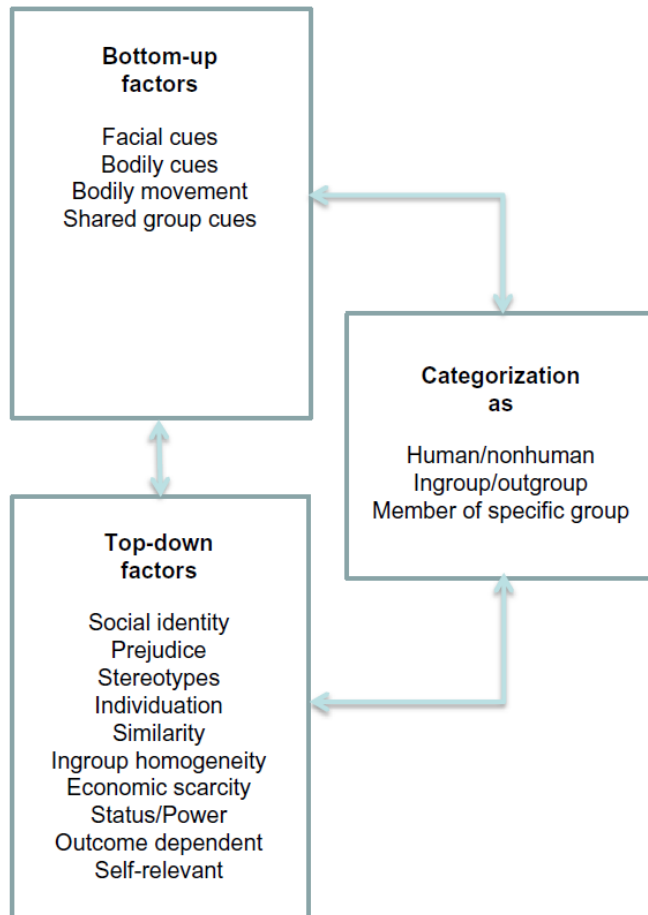 Bottom-up
factors
Facial cues
Bodily cues
Bodily movement
Shared group cues
Categorization
as
Human/nonhuman
Ingroup/outgroup
Member of specific group
Top-down
factors
Social identity
Prejudice
Stereotypes
Individuation
Similarity
Ingroup homogeneity
Economic scarcity
Status/Power
Outcome dependent
Self-relevant